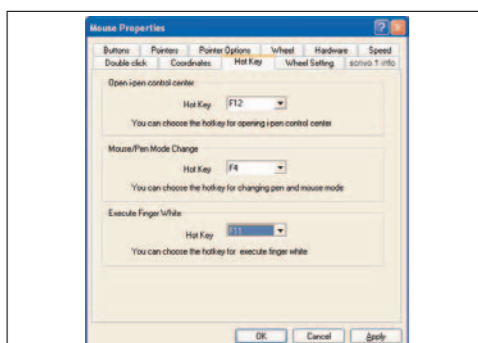 Mouse Properties
Buttons Pointers Pointer Options Wheel Hardware Speed
Double click Coordinates Hot Key Wheel Setting scrivo.1 info
Open i-pen control center
Hot Key F12
You can choose the hotkey for opening i-pen control center
Mouse/Pen Mode Change
Hot Key F4
You can choose the hotkey for changing pen and mouse mode
Execute Finger White
Hot Key F11
You can choose the hotkey for execute finger white
OK Cancel Apply